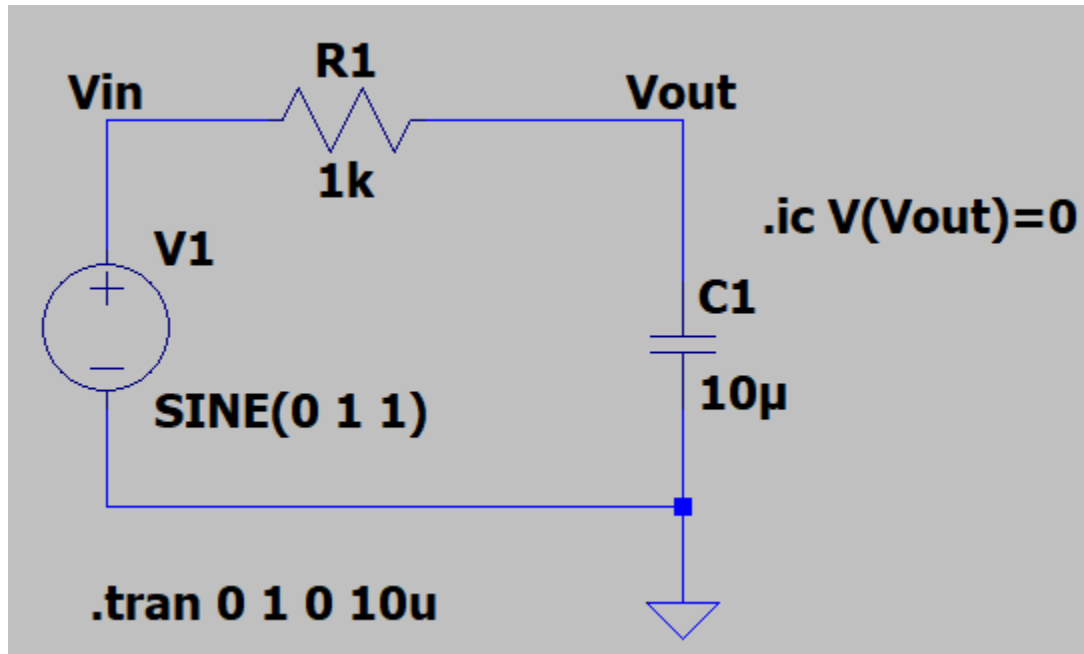 R1
Vin
Vout
1k
.ic V(Vout)=0
V1
C1
10µ
SINE(0 1 1)
.tran 0 1 0 10u